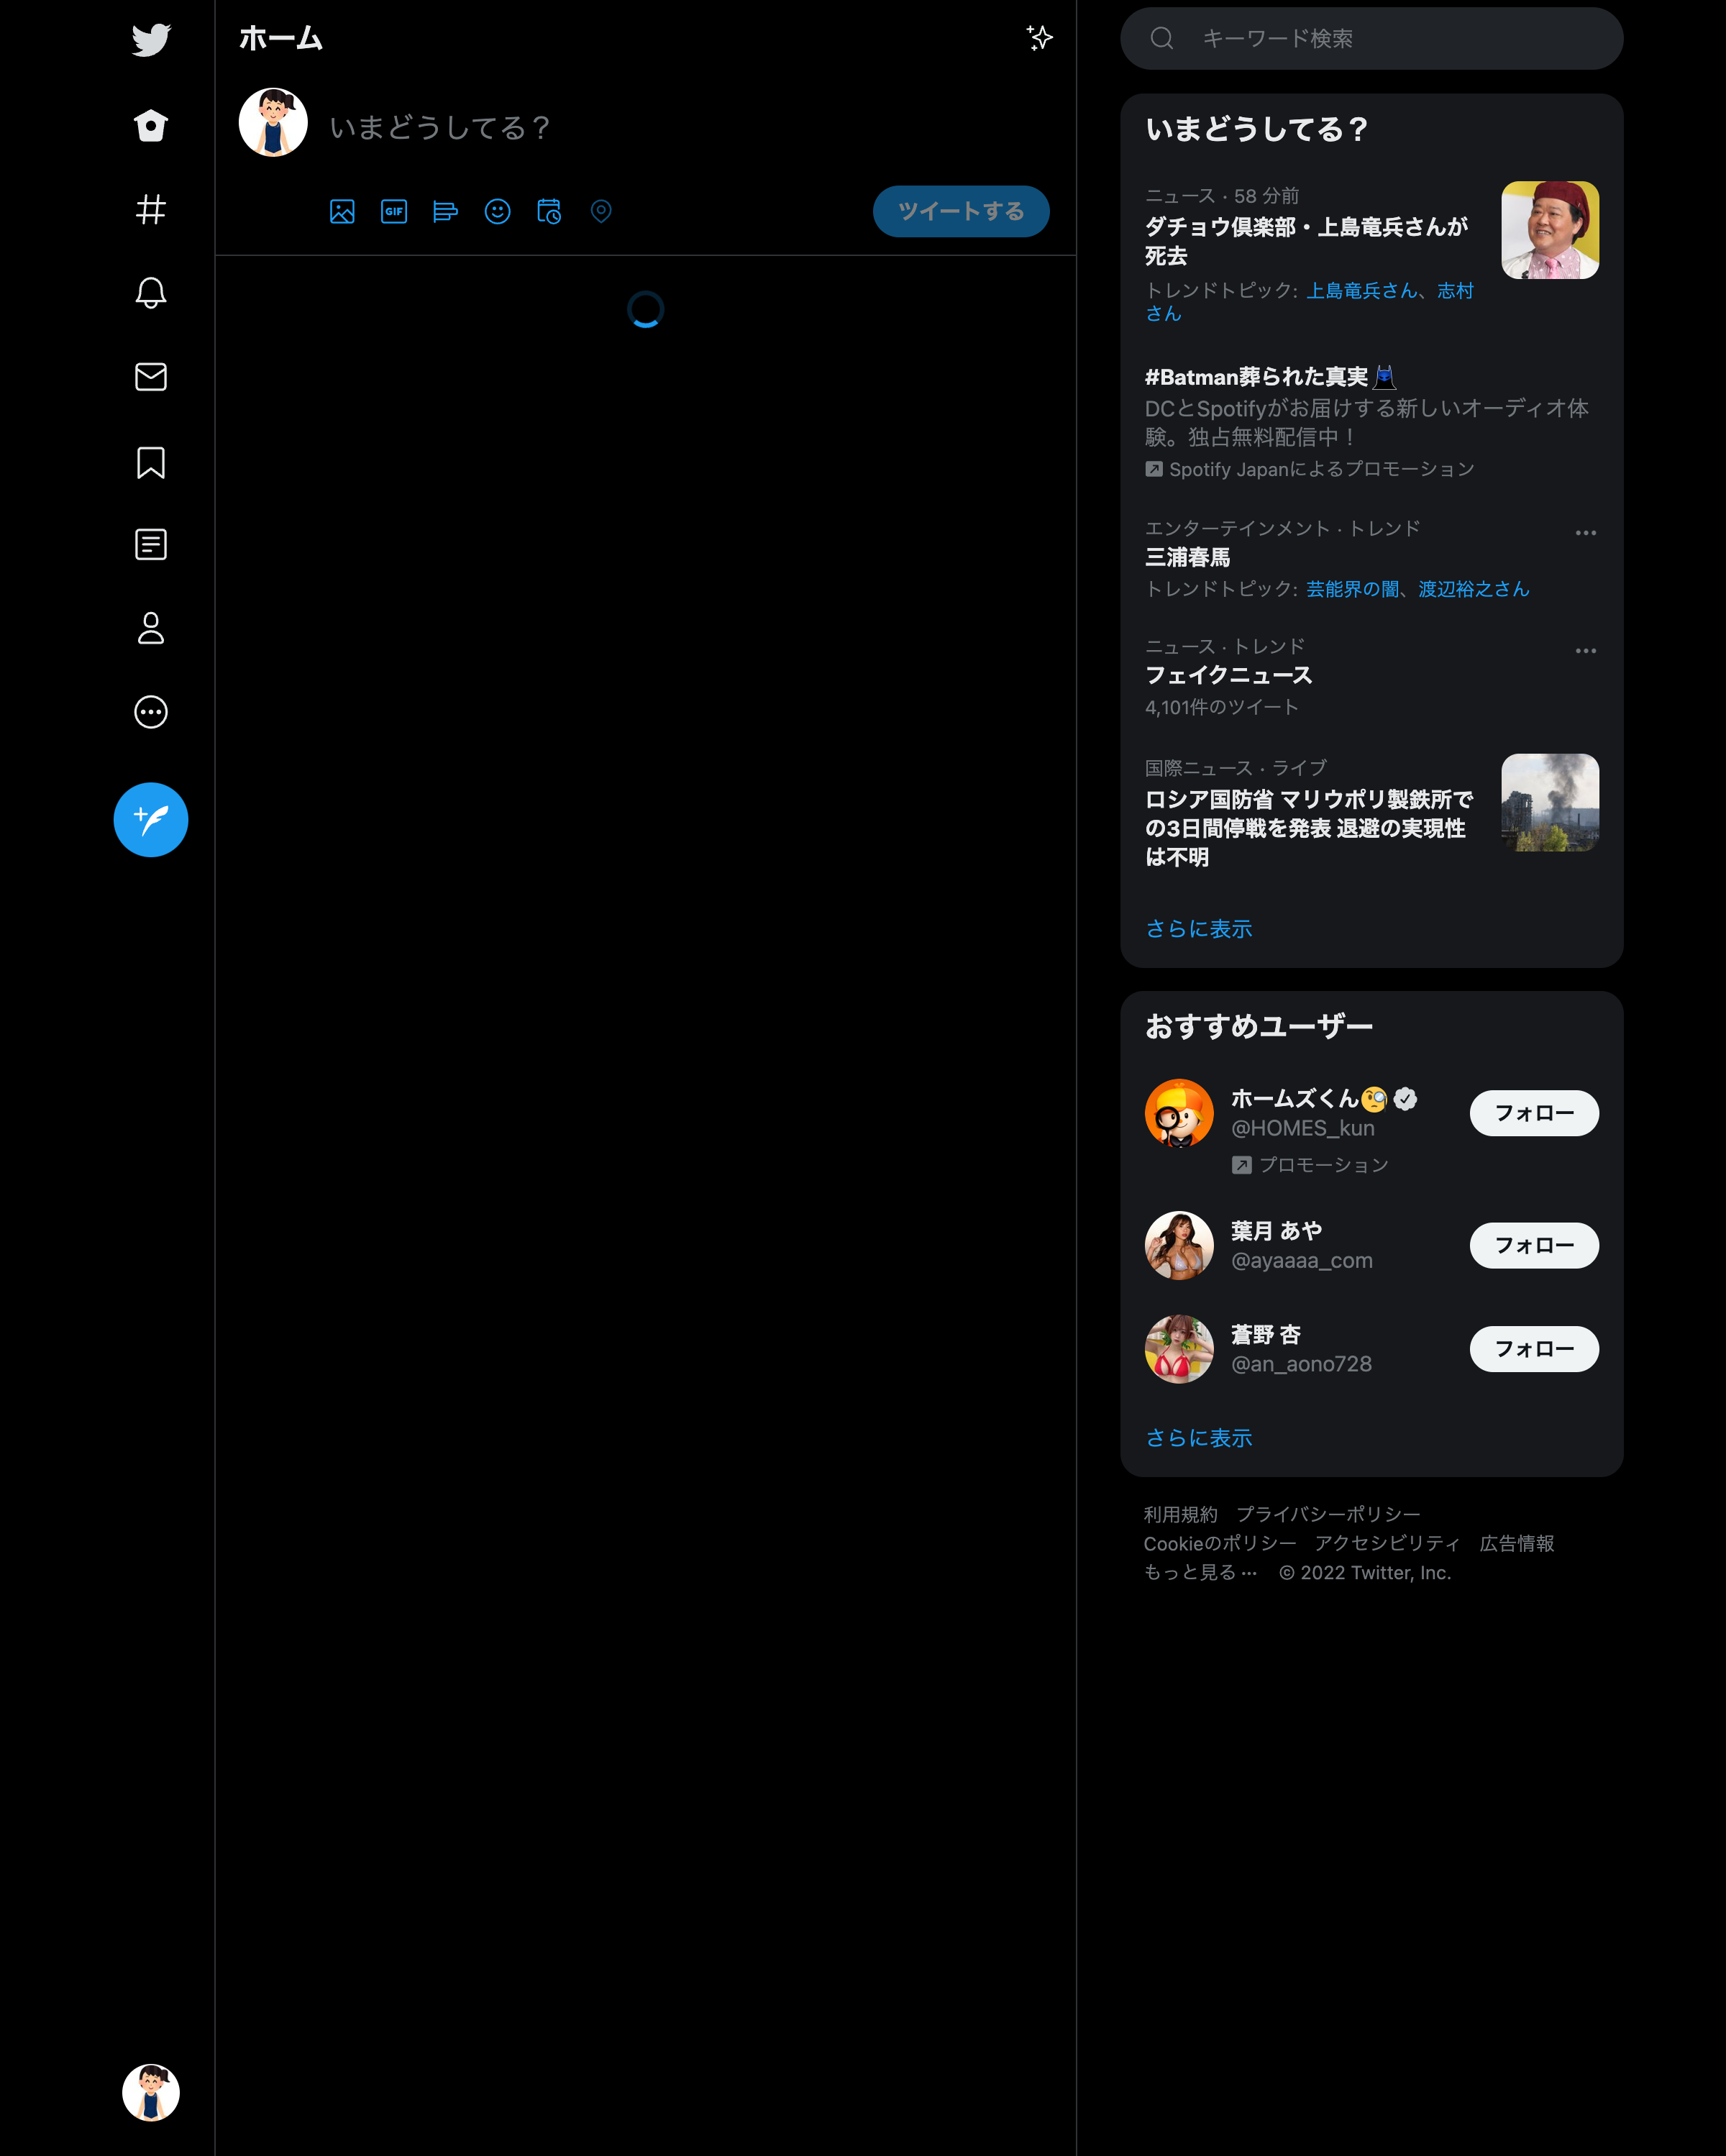 ホーム
いまどうしてる？
GIF
ツイートする
キーワード検索
いまどうしてる？
ニュース · 58 分前
ダチョウ倶楽部・上島竜兵さんが
死去
トレンドトピック: 上島竜兵さん、志村
さん
#Batman葬られた真実
DCとSpotifyがお届けする新しいオーディオ体
験。独占無料配信中！
Spotify Japanによるプロモーション
エンターテインメント · トレンド
三浦春馬
トレンドトピック: 芸能界の闇、渡辺裕之さん
ニュース · トレンド
フェイクニュース
4,101件のツイート
国際ニュース · ライブ
ロシア国防省 マリウポリ製鉄所で
の3日間停戦を発表 退避の実現性
は不明
さらに表示
おすすめユーザー
ホームズくん🧐
@HOMES_kun
フォロー
プロモーション
葉月 あや
@ayaaaa_com
フォロー
蒼野 杏
@an_aono728
フォロー
さらに表示
利用規約 プライバシーポリシー
Cookieのポリシー アクセシビリティ 広告情報
もっと見る ··· © 2022 Twitter, Inc.